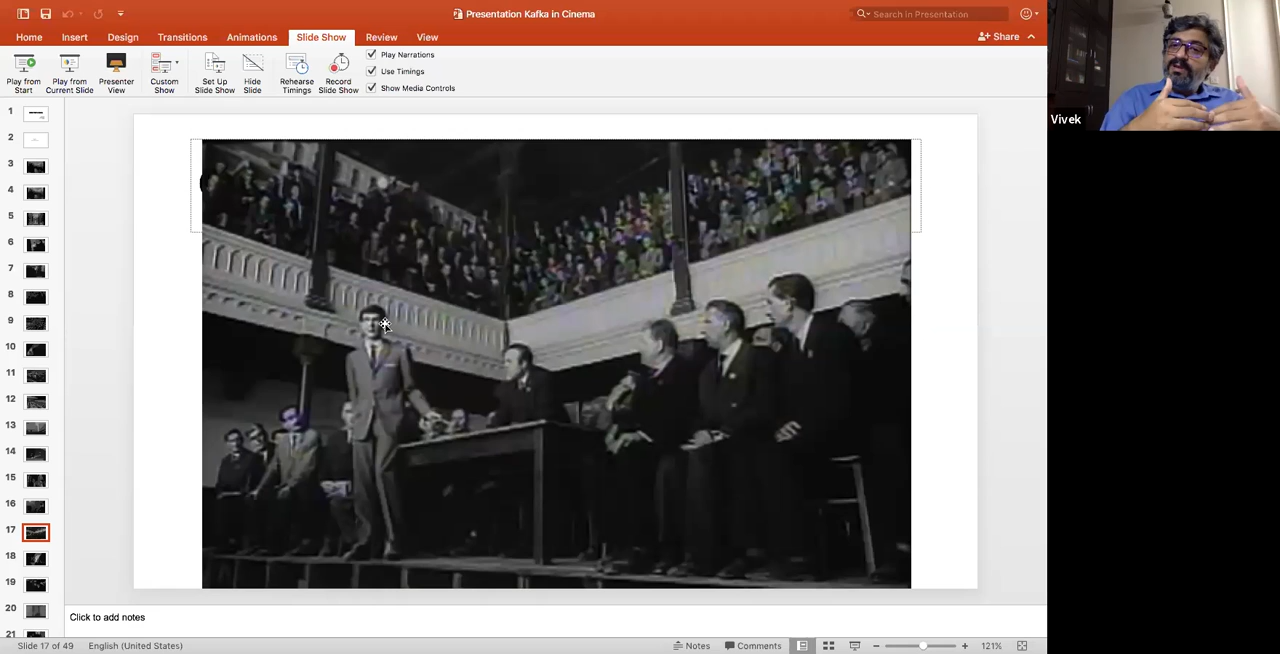 Presentation Kafka in Cinema
Search in Presentation
Home Insert Design Transitions Animations Slide Show Review View
Share
Play from Start
Play from Current Slide
Presenter View
Custom Show
Set Up Slide Show
Hide Slide
Rehearse Timings
Record Slide Show
Play Narrations
Use Timings
Show Media Controls
Vivek
1
2
3
4
5
6
7
8
9
10
11
12
13
14
15
16
17
18
19
20
21
Click to add notes
Slide 17 of 49 English (United States) Notes Comments 121%